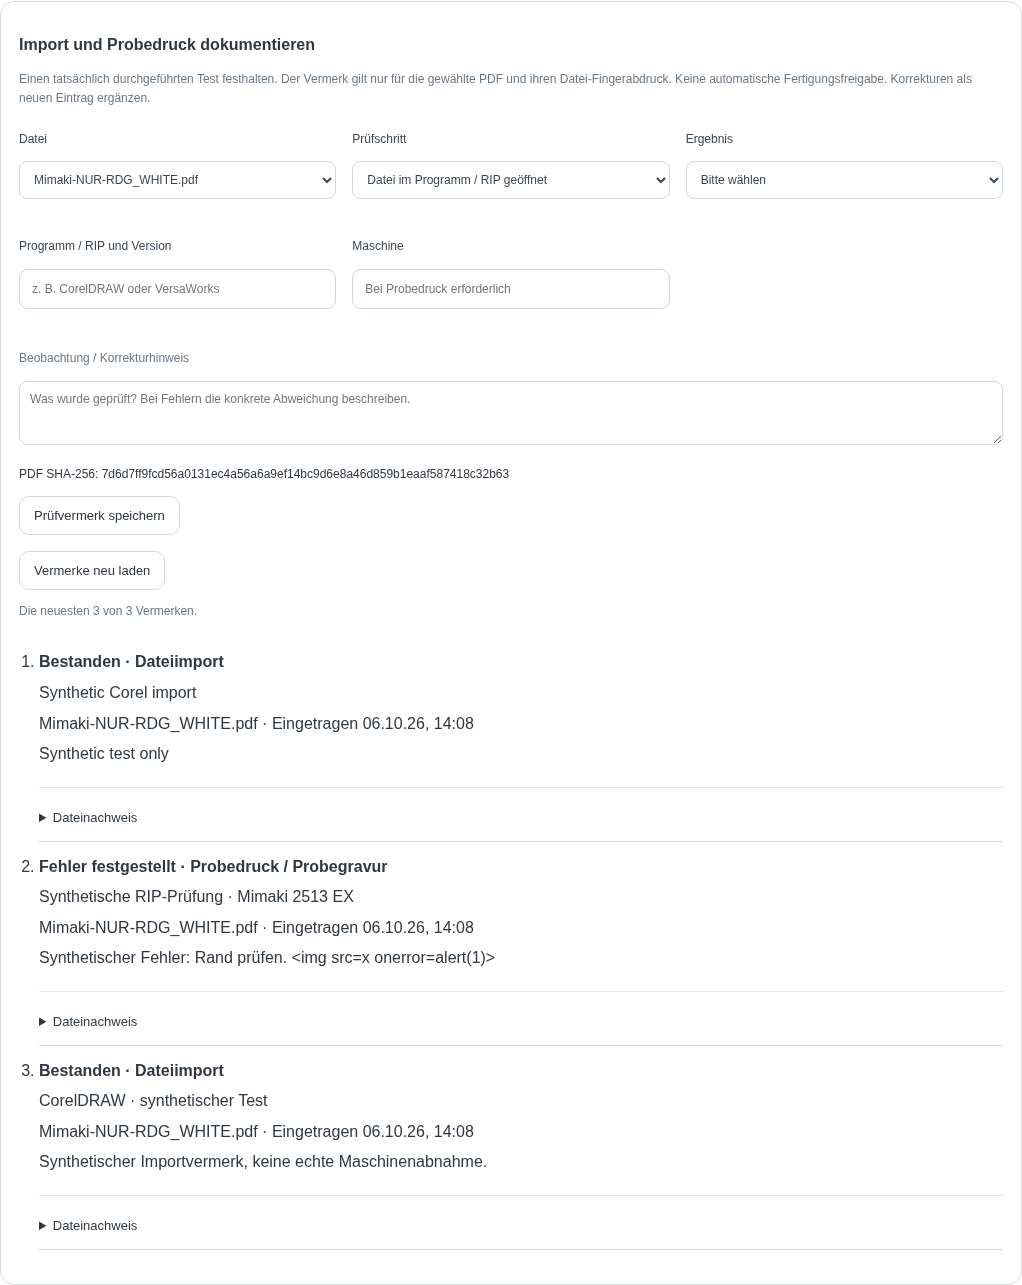 Import und Probedruck dokumentieren
Einen tatsächlich durchgeführten Test festhalten. Der Vermerk gilt nur für die gewählte PDF und ihren Datei-Fingerabdruck. Keine automatische Fertigungsfreigabe. Korrekturen als
neuen Eintrag ergänzen.
Datei
Prüfschritt
Ergebnis
Mimaki-NUR-RDG_WHITE.pdf
Datei im Programm / RIP geöffnet
Bitte wählen
Programm / RIP und Version
Maschine
z. B. CorelDRAW oder VersaWorks
Bei Probedruck erforderlich
Beobachtung / Korrekturhinweis
Was wurde geprüft? Bei Fehlern die konkrete Abweichung beschreiben.
PDF SHA-256: 7d6d7ff9fcd56a0131ec4a56a6a9ef14bc9d6e8a46d859b1eaaf587418c32b63
Prüfvermerk speichern
Vermerke neu laden
Die neuesten 3 von 3 Vermerken.
1. Bestanden · Dateiimport
Synthetic Corel import
Mimaki-NUR-RDG_WHITE.pdf · Eingetragen 06.10.26, 14:08
Synthetic test only
▶ Dateinachweis
2. Fehler festgestellt · Probedruck / Probegravur
Synthetische RIP-Prüfung · Mimaki 2513 EX
Mimaki-NUR-RDG_WHITE.pdf · Eingetragen 06.10.26, 14:08
Synthetischer Fehler: Rand prüfen. <img src=x onerror=alert(1)>
▶ Dateinachweis
3. Bestanden · Dateiimport
CorelDRAW · synthetischer Test
Mimaki-NUR-RDG_WHITE.pdf · Eingetragen 06.10.26, 14:08
Synthetischer Importvermerk, keine echte Maschinenabnahme.
▶ Dateinachweis